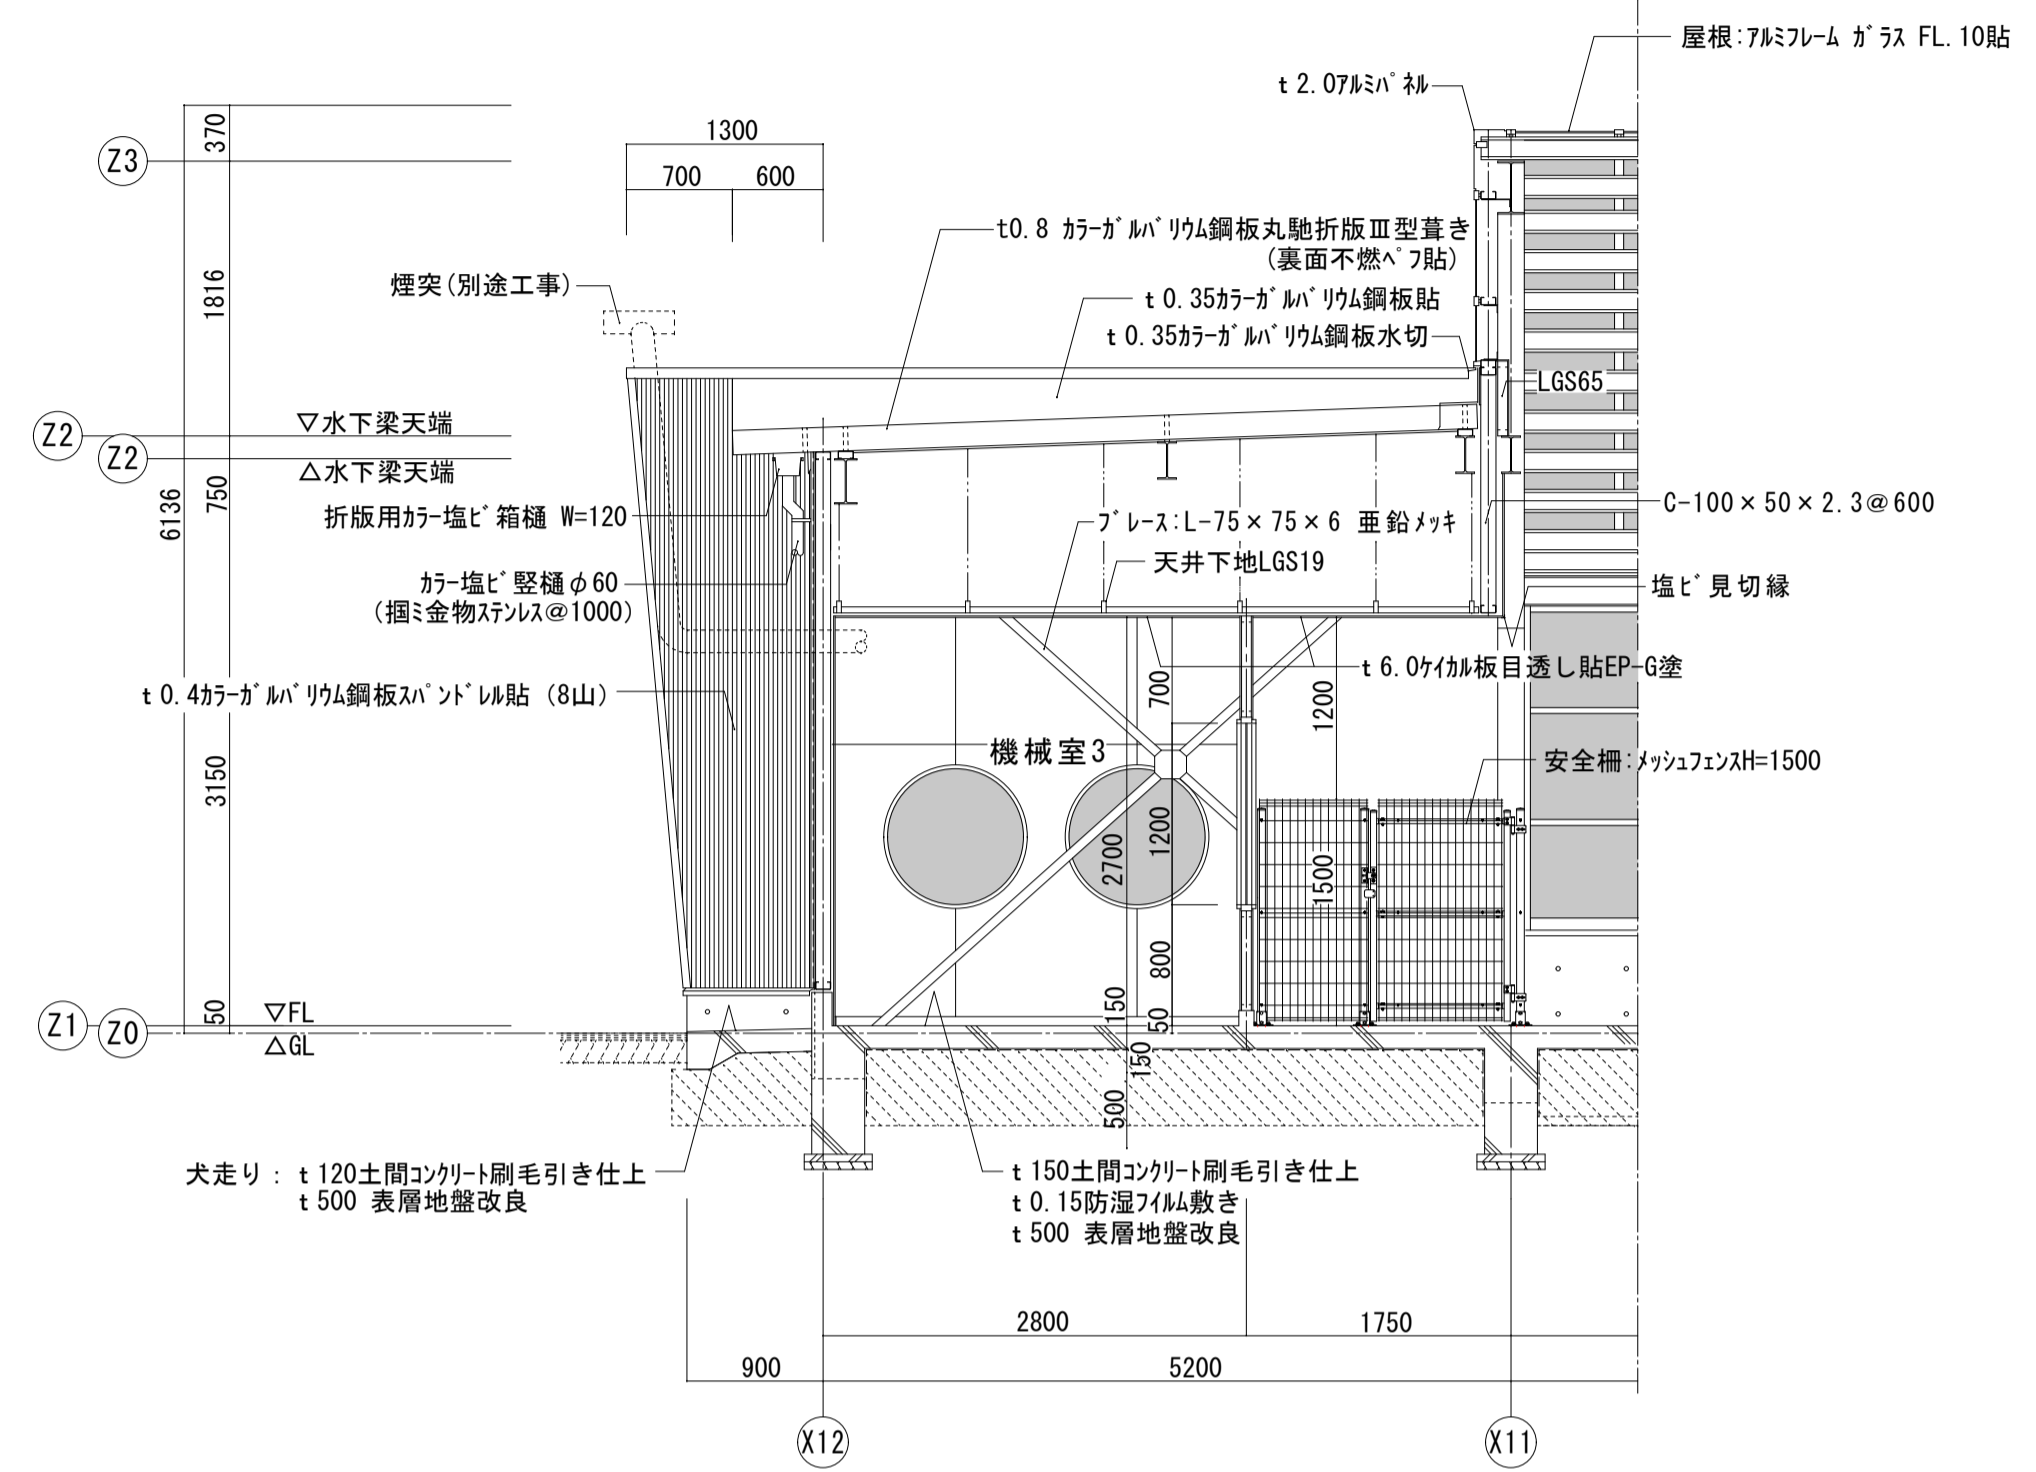 屋根:アルミフレーム ガラス FL.10貼
t 2.0アルミパネル
370
1300
Z3
700
600
t0.8 カラーガルバリウム鋼板丸馳折版Ⅲ型葺き
(裏面不燃ペフ貼)
煙突(別途工事)
1816
t 0.35カラーガルバリウム鋼板貼
t 0.35カラーガルバリウム鋼板水切
LGS65
Z2
▽水下梁天端
Z2
△水下梁天端
6136
750
折版用カラー塩ビ箱樋 W=120
C-100×50×2.3@600
ブレース:L-75×75×6 亜鉛メッキ
天井下地LGS19
カラー塩ビ竪樋φ60
(掴ミ金物ステンレス@1000)
塩ビ見切縁
t 6.0ケイカル板目透し貼EP-G塗
t 0.4カラーガルバリウム鋼板スパンドレル貼 (8山)
700
1200
機械室3
安全柵:メッシュフェンスH=1500
3150
1200
2700
1500
800
150
50
Z1
Z0
50
▽FL
△GL
150
500
犬走り: t 120土間コンクリート刷毛引き仕上
t 500 表層地盤改良
t 150土間コンクリート刷毛引き仕上
t 0.15防湿フイルム敷き
t 500 表層地盤改良
2800
1750
900
5200
X12
X11